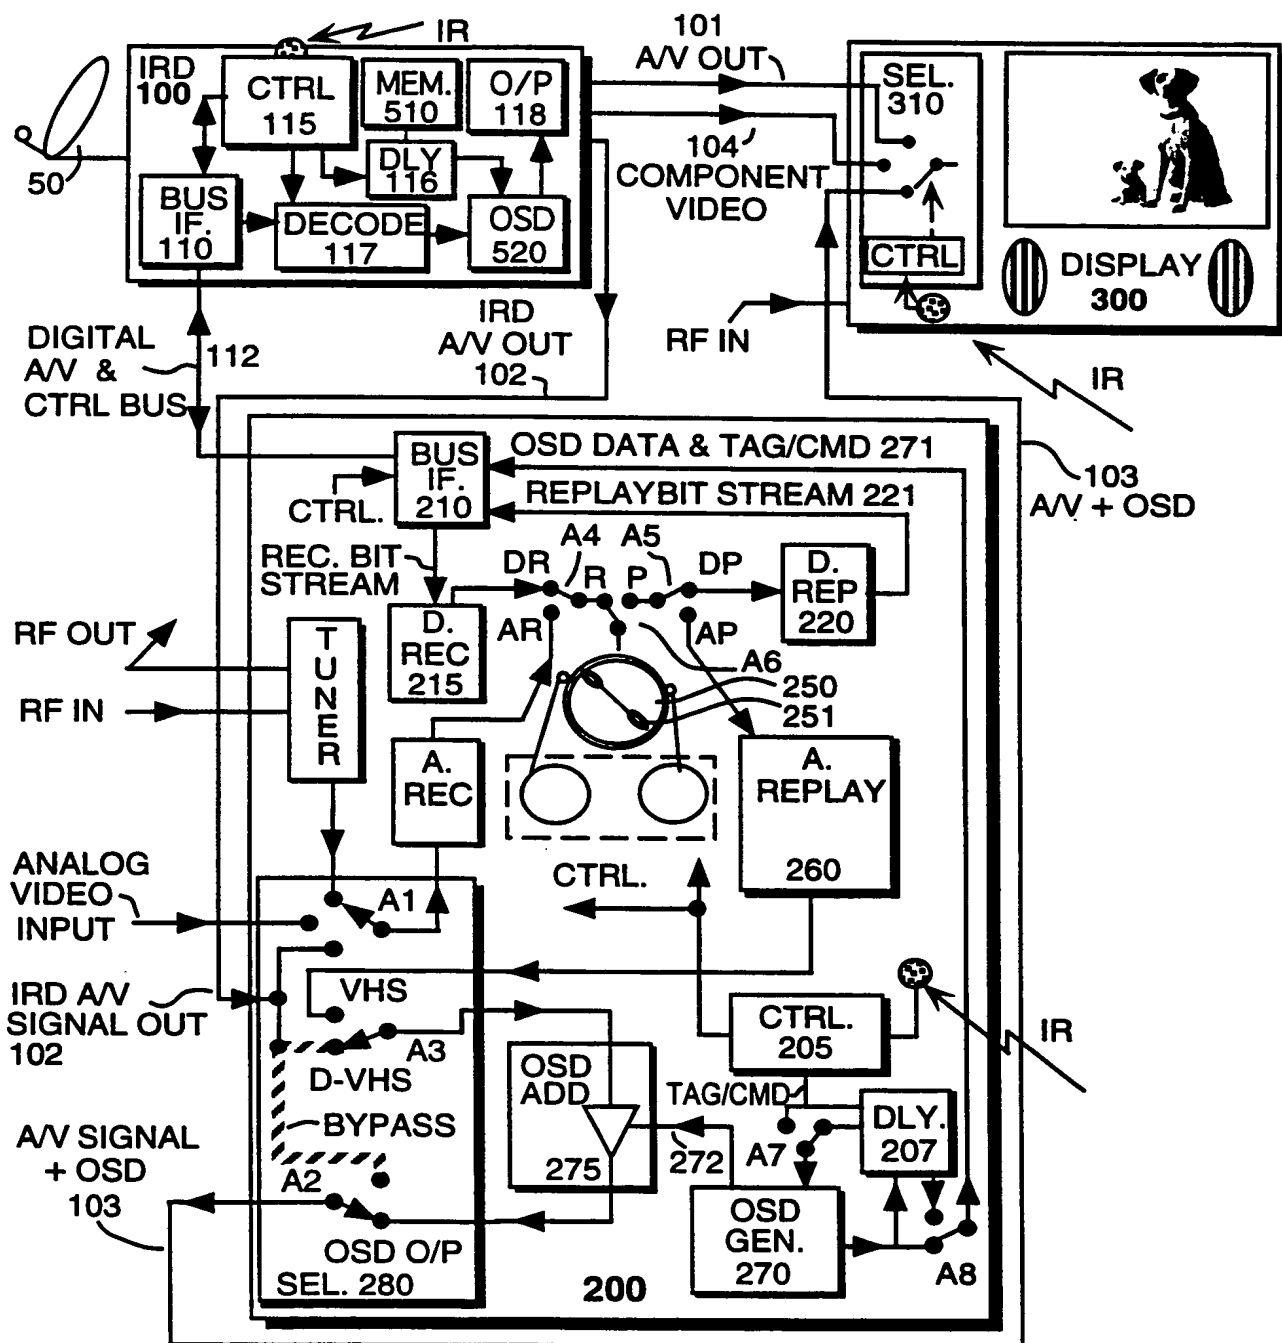 IR
101
A/V OUT
IRD
100
CTRL
115
MEM.
510
O/P
118
SEL.
310
DLY
116
104
COMPONENT
VIDEO
50
BUS
IF.
110
DECODE
117
OSD
520
CTRL
DISPLAY
300
IRD
A/V OUT
102
RF IN
DIGITAL
A/V &
CTRL BUS
112
IR
BUS
IF.
210
OSD DATA & TAG/CMD 271
CTRL.
REPLAYBIT STREAM 221
103
A/V + OSD
REC. BIT
STREAM
DR
A4
R
A5
P
DP
D.
REP
220
RF OUT
TUNER
D.
REC
215
AR
AP
A6
RF IN
250
251
A.
REC
A.
REPLAY
260
ANALOG
VIDEO
INPUT
A1
CTRL.
IRD A/V
SIGNAL OUT
102
VHS
A3
D-VHS
BYPASS
CTRL.
205
IR
OSD
ADD
275
TAG/CMD
DLY.
207
A/V SIGNAL
+ OSD
103
A2
272
A7
OSD
GEN.
270
A8
OSD O/P
SEL. 280
200